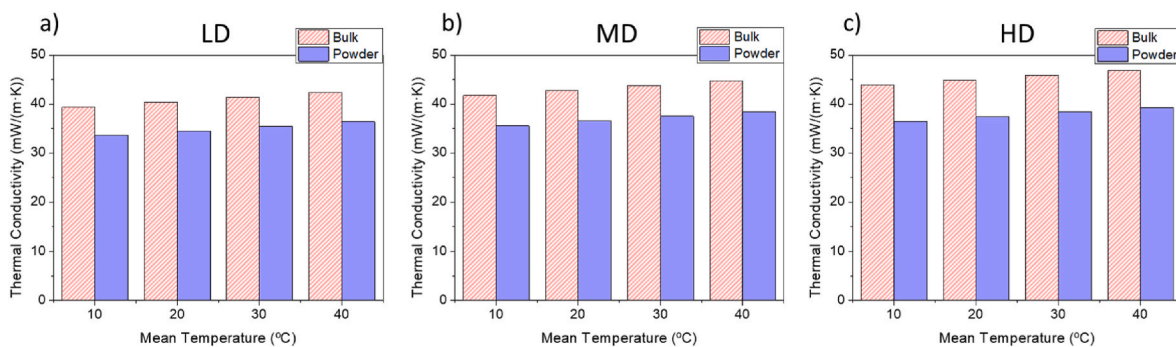 a)
LD
Bulk
Powder
Thermal Conductivity (mW/(m·K))
50
40
30
20
10
0
10 20 30 40
Mean Temperature (ºC)
b)
MD
Bulk
Powder
Thermal Conductivity (mW/(m·K))
50
40
30
20
10
0
10 20 30 40
Mean Temperature (ºC)
c)
HD
Bulk
Powder
Thermal Conductivity (mW/(m·K))
50
40
30
20
10
0
10 20 30 40
Mean Temperature (ºC)